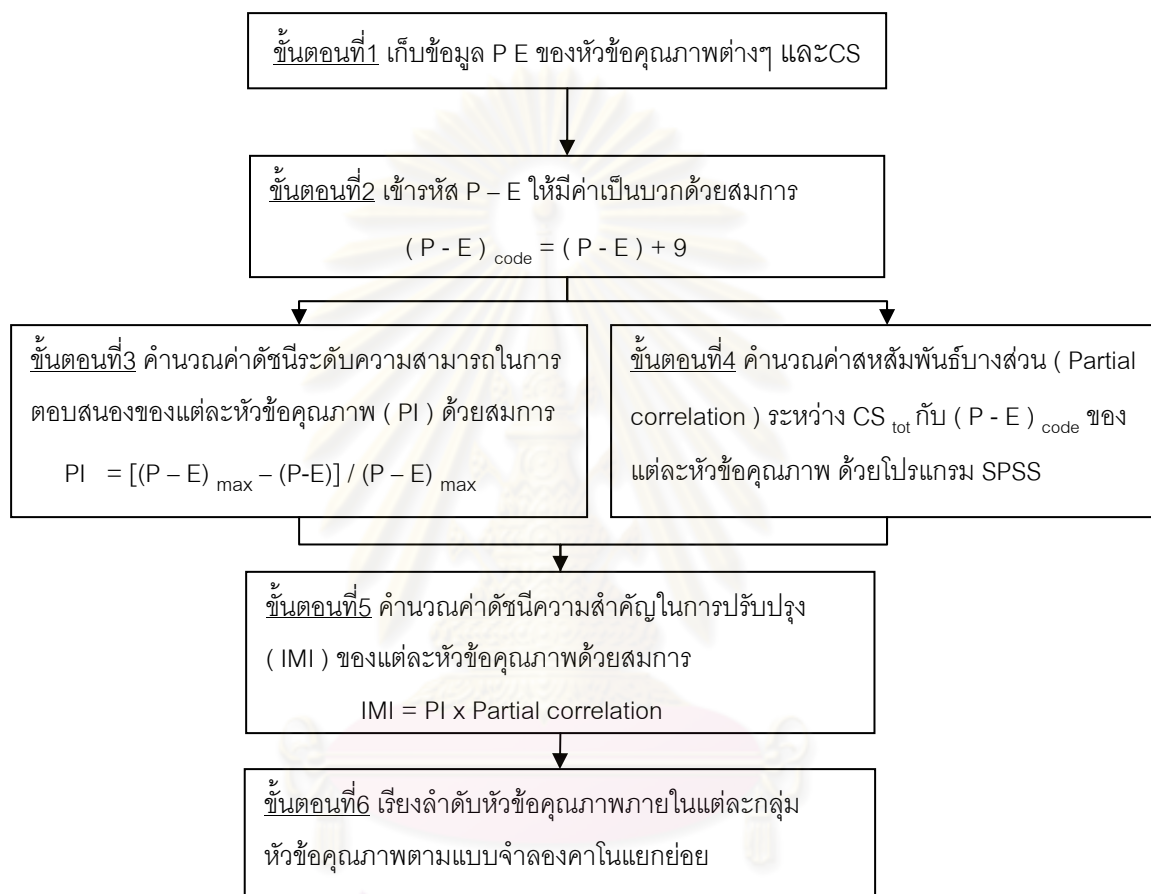 ขั้นตอนที่1 เก็บข้อมูล P E ของหัวข้อคุณภาพต่างๆ และCS
ขั้นตอนที่2 เข้ารหัส P – E ให้มีค่าเป็นบวกด้วยสมการ
( P - E ) code = ( P - E ) + 9
ขั้นตอนที่3 คำนวณค่าดัชนีระดับความสามารถในการ
ตอบสนองของแต่ละหัวข้อคุณภาพ ( PI ) ด้วยสมการ
PI = [(P – E) max – (P-E)] / (P – E) max
ขั้นตอนที่4 คำนวณค่าสหสัมพันธ์บางส่วน ( Partial
correlation ) ระหว่าง CS tot กับ ( P - E ) code ของ
แต่ละหัวข้อคุณภาพ ด้วยโปรแกรม SPSS
ขั้นตอนที่5 คำนวณค่าดัชนีความสำคัญในการปรับปรุง
( IMI ) ของแต่ละหัวข้อคุณภาพด้วยสมการ
IMI = PI x Partial correlation
ขั้นตอนที่6 เรียงลำดับหัวข้อคุณภาพภายในแต่ละกลุ่ม
หัวข้อคุณภาพตามแบบจำลองคาโนแยกย่อย